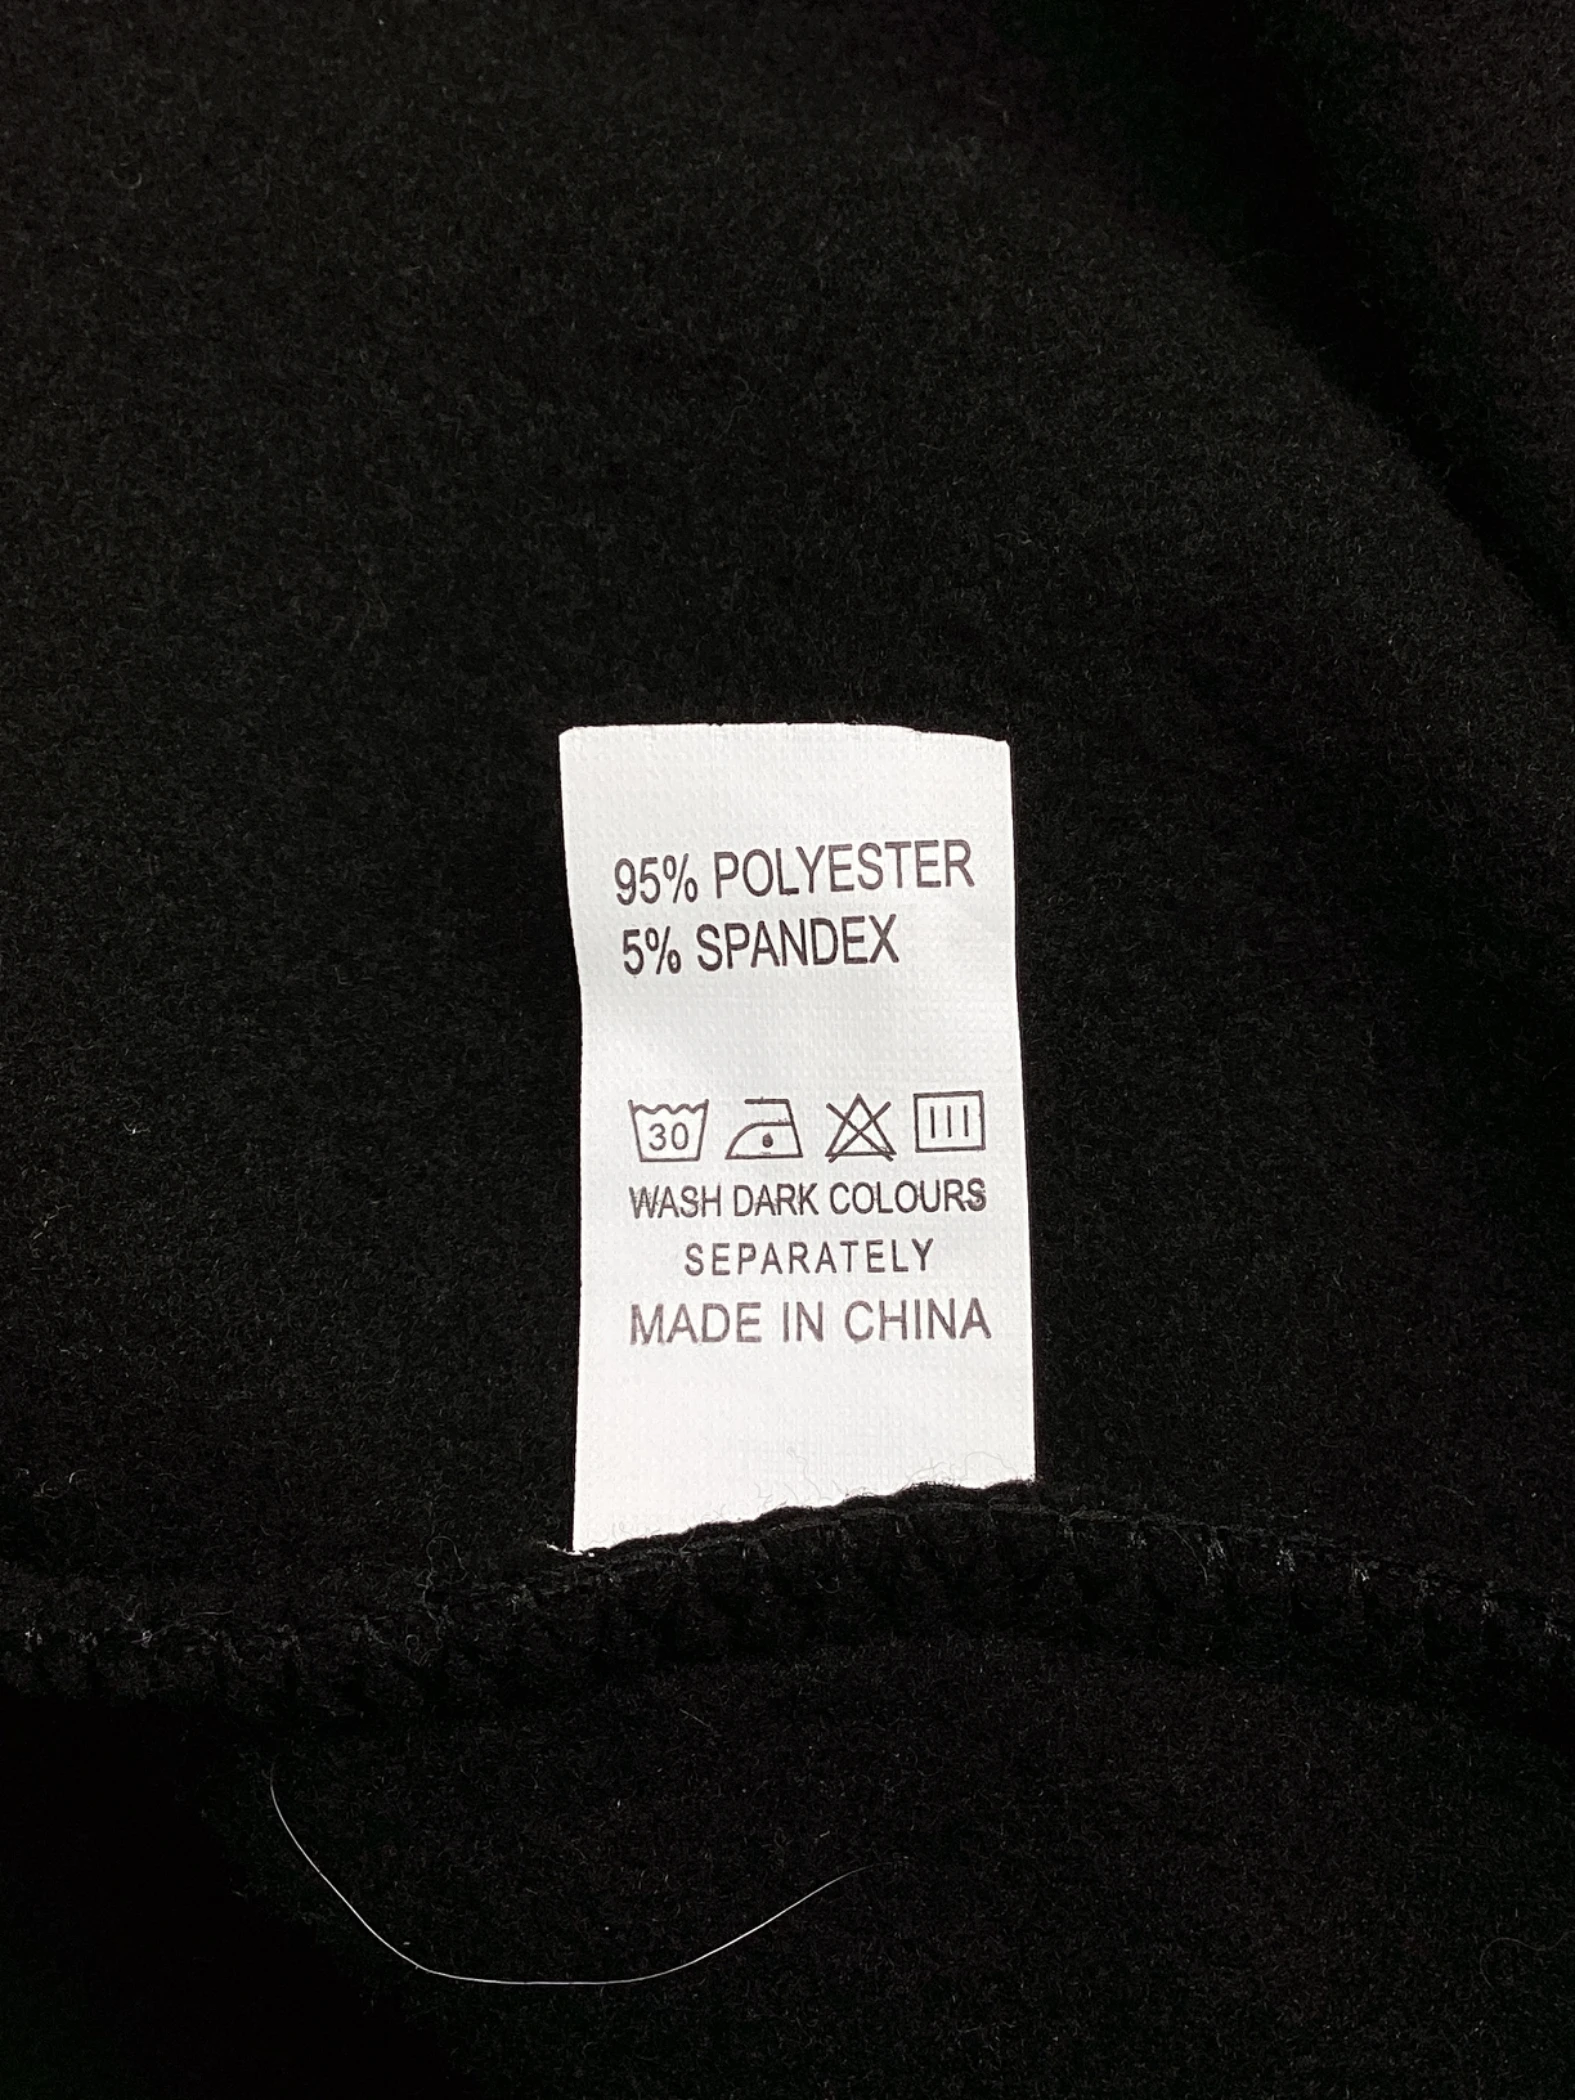 95% POLYESTER
5% SPANDEX
30
WASH DARK COLOURS
SEPARATELY
MADE IN CHINA